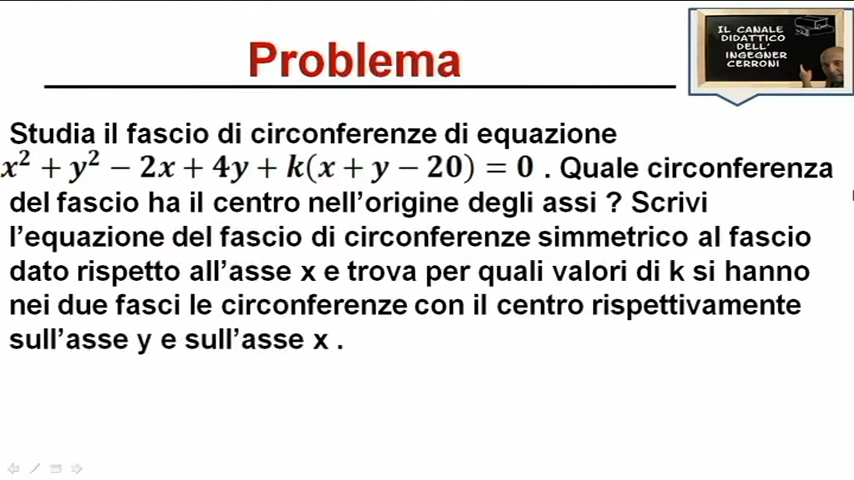 Problema
IL CANALE
DIDATTICO
DELL'
INGEGNER
CERRONI
Studia il fascio di circonferenze di equazione
x² + y² − 2x + 4y + k(x + y − 20) = 0 . Quale circonferenza
del fascio ha il centro nell'origine degli assi ? Scrivi
l'equazione del fascio di circonferenze simmetrico al fascio
dato rispetto all'asse x e trova per quali valori di k si hanno
nei due fasci le circonferenze con il centro rispettivamente
sull'asse y e sull'asse x .